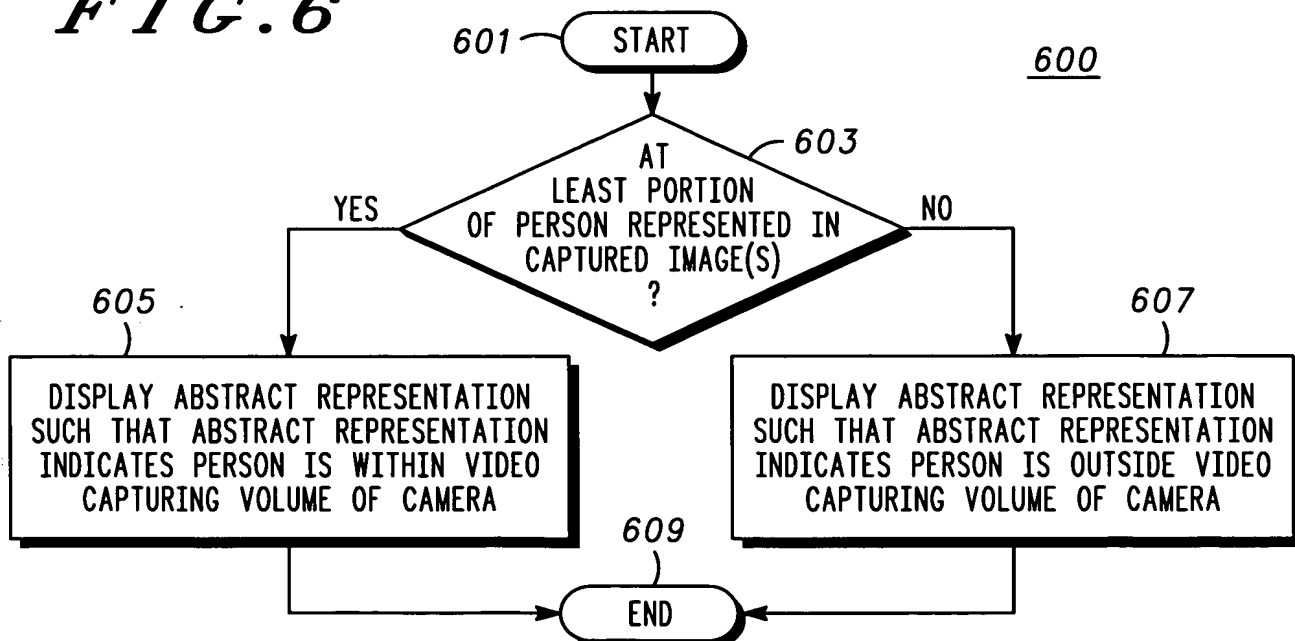 FIG.6
601
START
600
603
AT
LEAST PORTION
OF PERSON REPRESENTED IN
CAPTURED IMAGE(S)
?
YES
NO
605
DISPLAY ABSTRACT REPRESENTATION
SUCH THAT ABSTRACT REPRESENTATION
INDICATES PERSON IS WITHIN VIDEO
CAPTURING VOLUME OF CAMERA
607
DISPLAY ABSTRACT REPRESENTATION
SUCH THAT ABSTRACT REPRESENTATION
INDICATES PERSON IS OUTSIDE VIDEO
CAPTURING VOLUME OF CAMERA
609
END